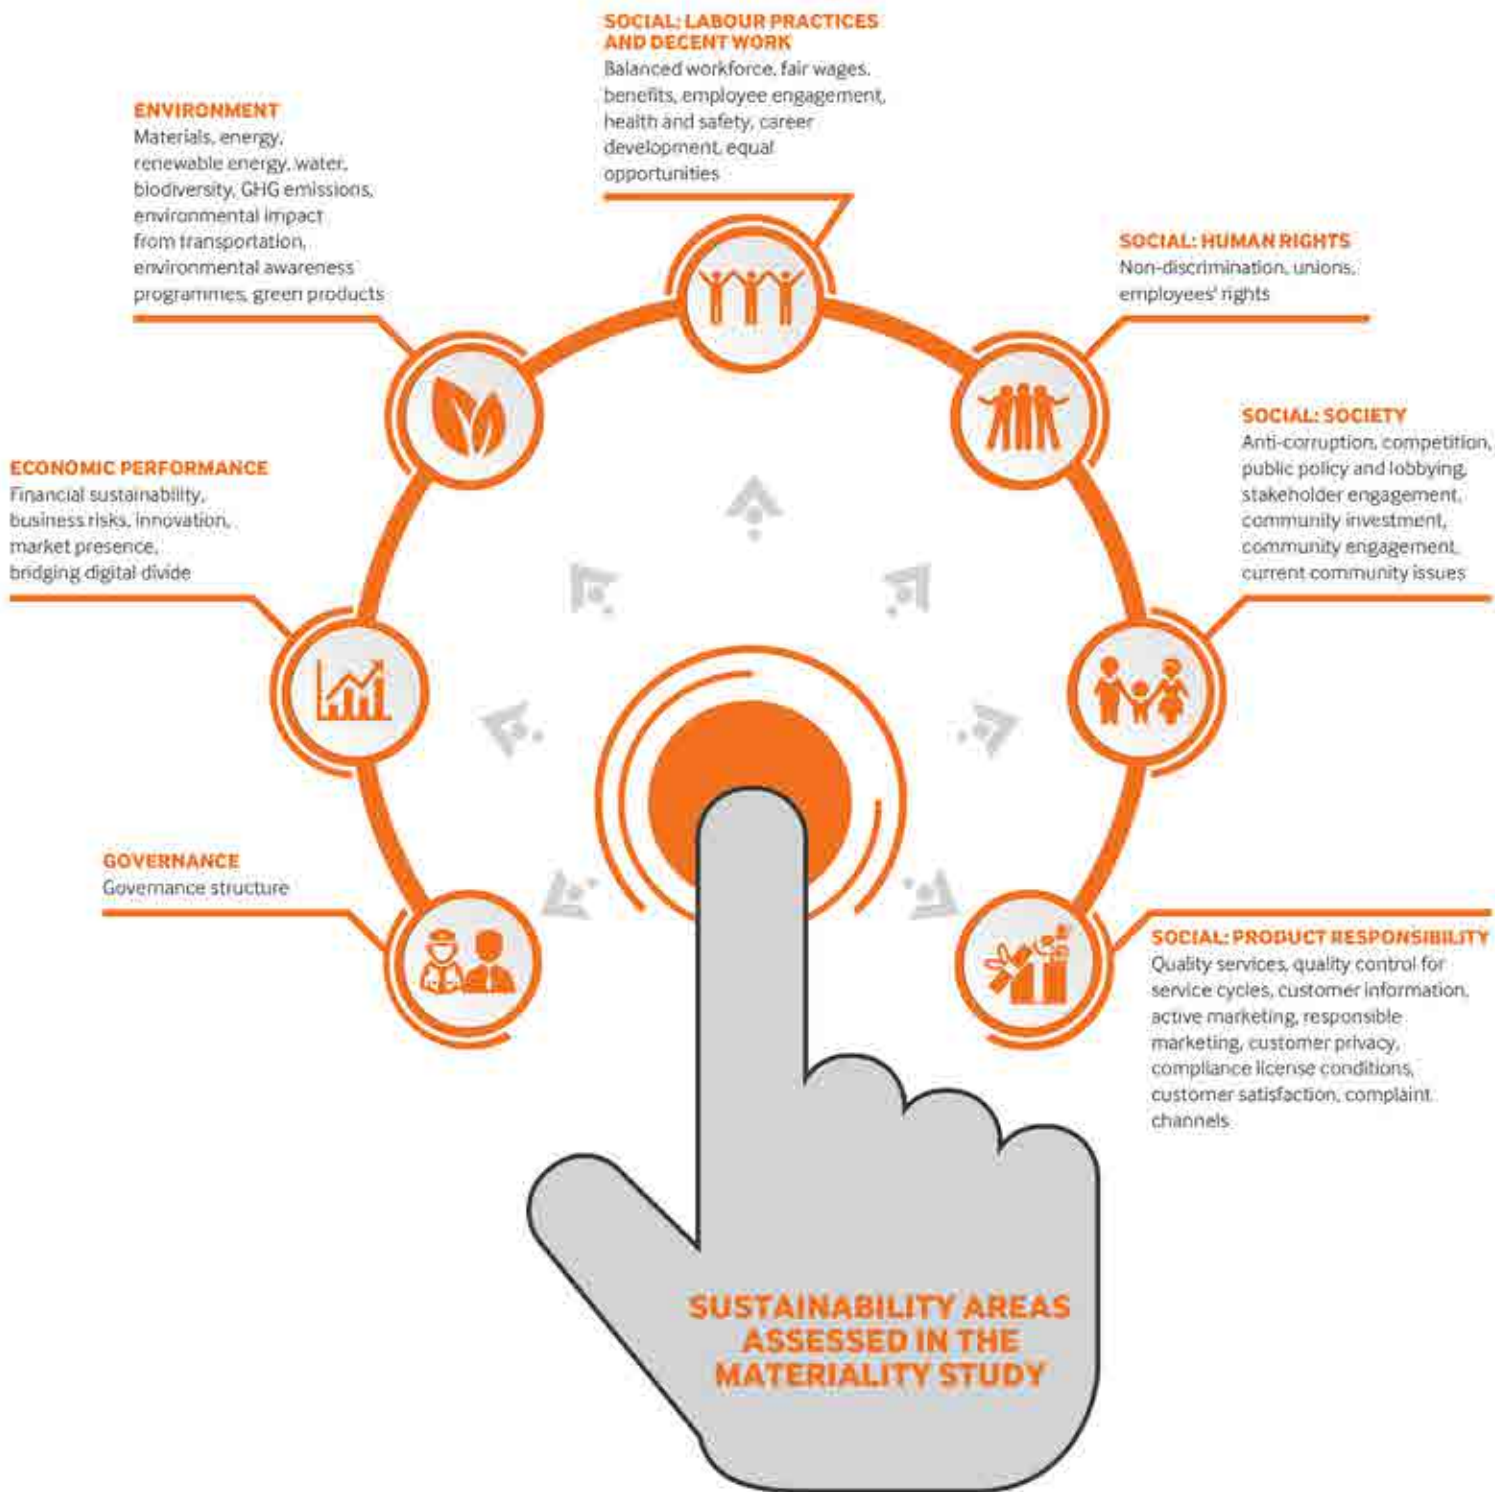 SOCIAL: LABOUR PRACTICES
AND DECENT WORK
Balanced workforce, fair wages,
benefits, employee engagement,
health and safety, career
development, equal
opportunities
ENVIRONMENT
Materials, energy,
renewable energy, water,
biodiversity, GHG emissions,
environmental impact
from transportation,
environmental awareness
programmes, green products
SOCIAL: HUMAN RIGHTS
Non-discrimination, unions,
employees' rights
SOCIAL: SOCIETY
Anti-corruption, competition,
public policy and lobbying,
stakeholder engagement,
community investment,
community engagement,
current community issues
ECONOMIC PERFORMANCE
Financial sustainability,
business risks, innovation,
market presence,
bridging digital divide
GOVERNANCE
Governance structure
SOCIAL: PRODUCT RESPONSIBILITY
Quality services, quality control for
service cycles, customer information,
active marketing, responsible
marketing, customer privacy,
compliance license conditions,
customer satisfaction, complaint
channels
SUSTAINABILITY AREAS
ASSESSED IN THE
MATERIALITY STUDY